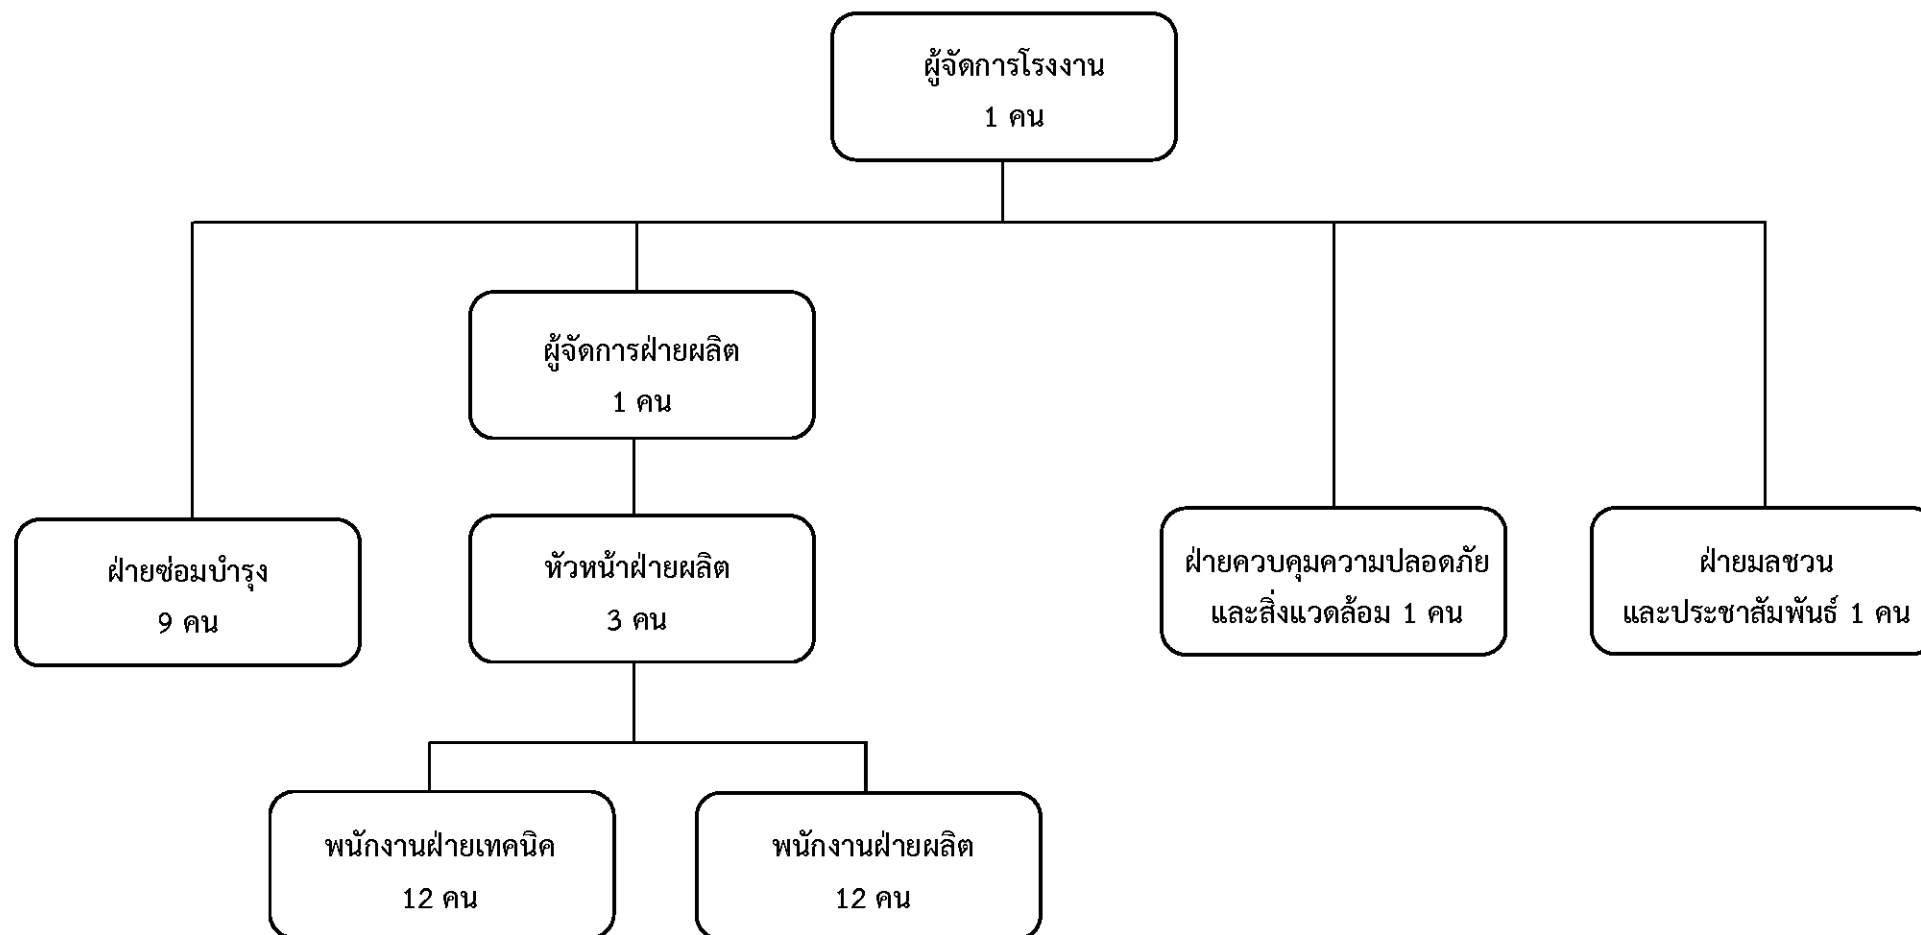 ผู้จัดการโรงงาน
1 คน
ผู้จัดการฝ่ายผลิต
1 คน
ฝ่ายซ่อมบำรุง
9 คน
หัวหน้าฝ่ายผลิต
3 คน
ฝ่ายควบคุมความปลอดภัย
และสิ่งแวดล้อม 1 คน
ฝ่ายมลชวน
และประชาสัมพันธ์ 1 คน
พนักงานฝ่ายเทคนิค
12 คน
พนักงานฝ่ายผลิต
12 คน